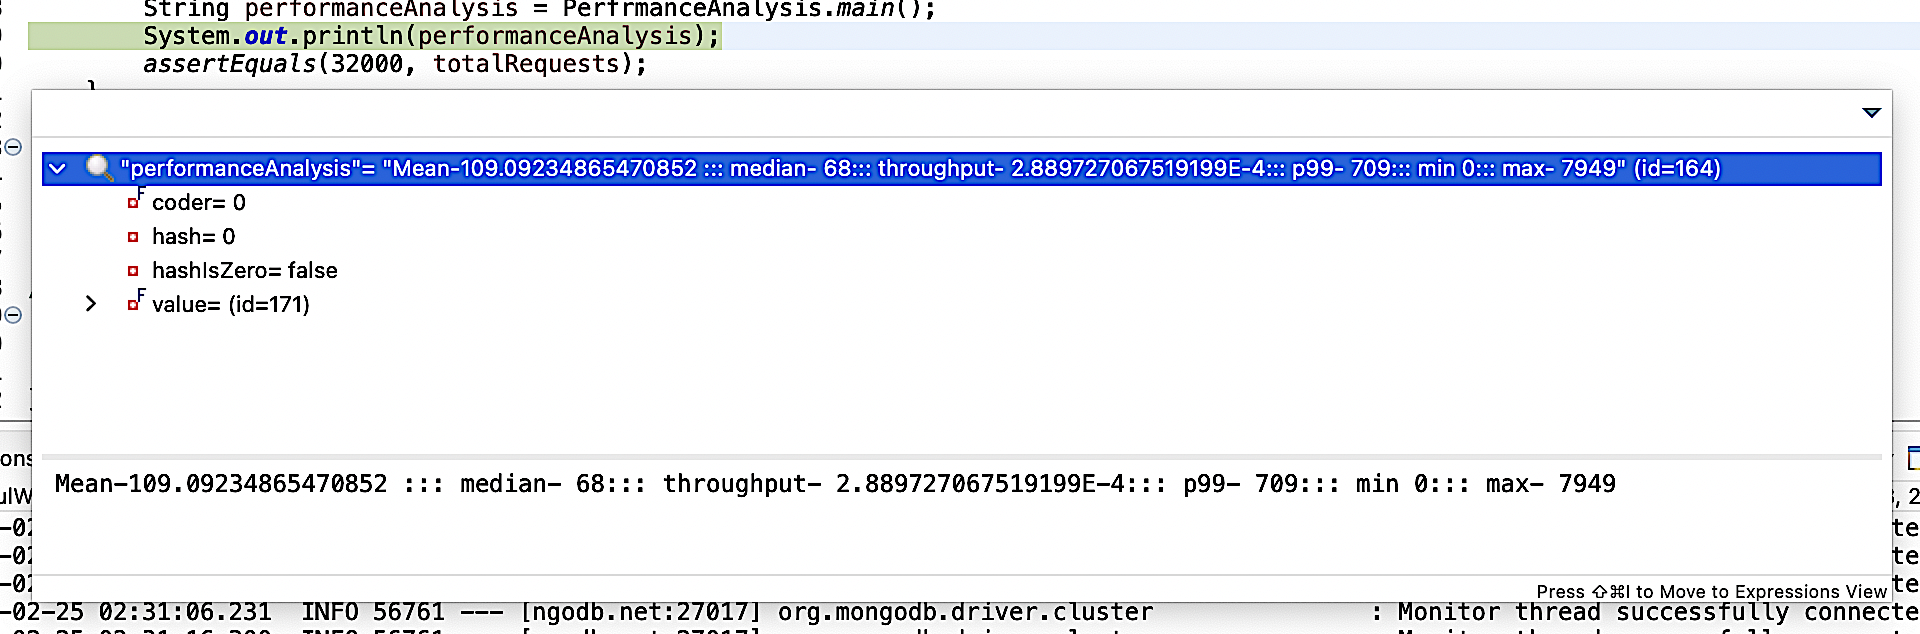 String performanceAnalysis = PerfrmanceAnalysis.main();
System.out.println(performanceAnalysis);
assertEquals(32000, totalRequests);
}
"performanceAnalysis"= "Mean-109.09234865470852 ::: median- 68::: throughput- 2.889727067519199E-4::: p99- 709::: min 0::: max- 7949" (id=164)
coder= 0
hash= 0
hashIsZero= false
value= (id=171)
Mean-109.09234865470852 ::: median- 68::: throughput- 2.889727067519199E-4::: p99- 709::: min 0::: max- 7949
Press ⇧⌘I to Move to Expressions View
-02-25 02:31:06.231 INFO 56761 --- [ngodb.net:27017] org.mongodb.driver.cluster : Monitor thread successfully connecte